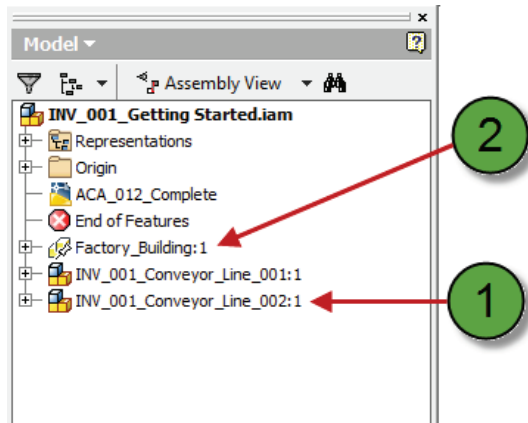 x
Model
?
Assembly View
INV_001_Getting Started.iam
Representations
Origin
ACA_012_Complete
End of Features
Factory_Building:1
INV_001_Conveyor_Line_001:1
INV_001_Conveyor_Line_002:1
2
1